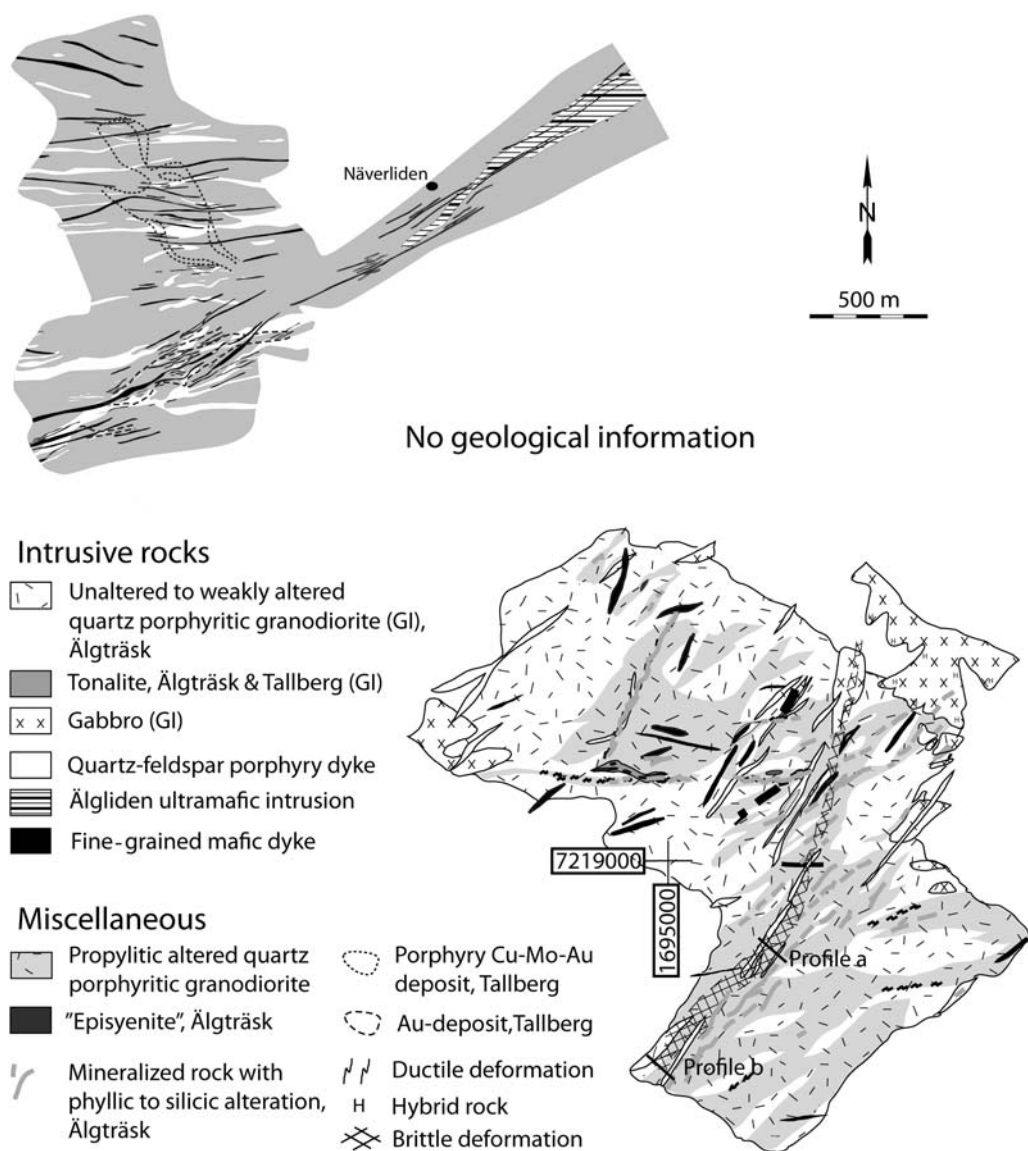 Näverliden
N
500 m
No geological information
Intrusive rocks
Unaltered to weakly altered
quartz porphyritic granodiorite (GI),
Älgträsk
Tonalite, Älgträsk & Tallberg (GI)
x x Gabbro (GI)
Quartz-feldspar porphyry dyke
Älgliden ultramafic intrusion
Fine-grained mafic dyke
Miscellaneous
Propylitic altered quartz
porphyritic granodiorite
"Episyenite", Älgträsk
Mineralized rock with
phyllic to silicic alteration,
Älgträsk
Porphyry Cu-Mo-Au
deposit, Tallberg
Au-deposit,Tallberg
Ductile deformation
H Hybrid rock
Brittle deformation
7219000
1695000
Profile a
Profile b